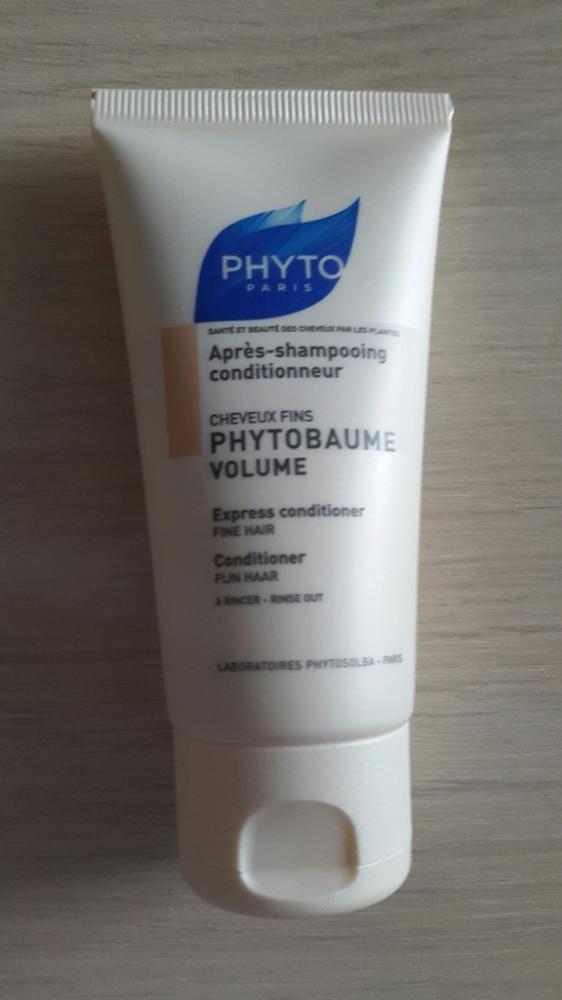 PHYTO
PARIS
SANTÉ ET BEAUTÉ DES CHEVEUX PAR LES PLANTES
Après-shampooing
conditionneur
CHEVEUX FINS
PHYTOBAUME
VOLUME
Express conditioner
FINE HAIR
Conditioner
FIJN HAAR
A RINCER - RINSE OUT
LABORATOIRES PHYTOSOLBA - PARIS